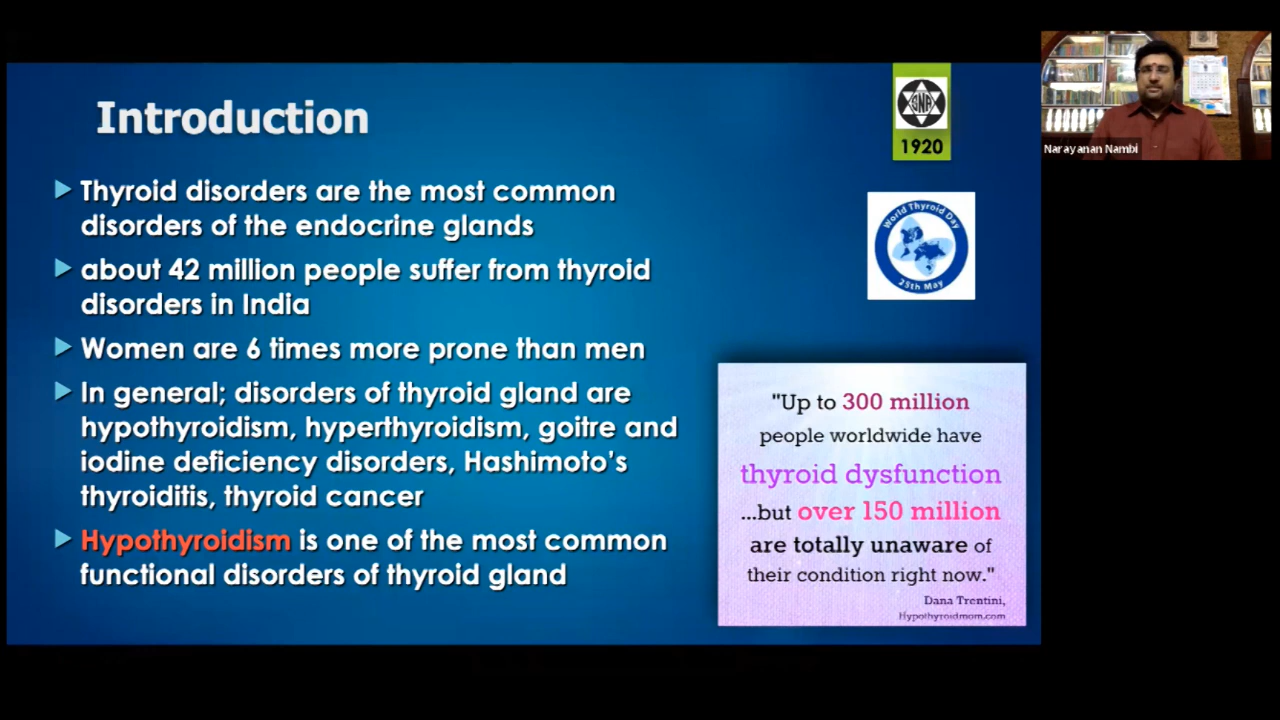 Introduction
Thyroid disorders are the most common
disorders of the endocrine glands
about 42 million people suffer from thyroid
disorders in India
Women are 6 times more prone than men
In general; disorders of thyroid gland are
hypothyroidism, hyperthyroidism, goitre and
iodine deficiency disorders, Hashimoto's
thyroiditis, thyroid cancer
Hypothyroidism is one of the most common
functional disorders of thyroid gland
SNA
1920
World Thyroid Day
25th May
"Up to 300 million
people worldwide have
thyroid dysfunction
...but over 150 million
are totally unaware of
their condition right now."
Dana Trentini,
Hypothyroidmom.com
Narayanan Nambi